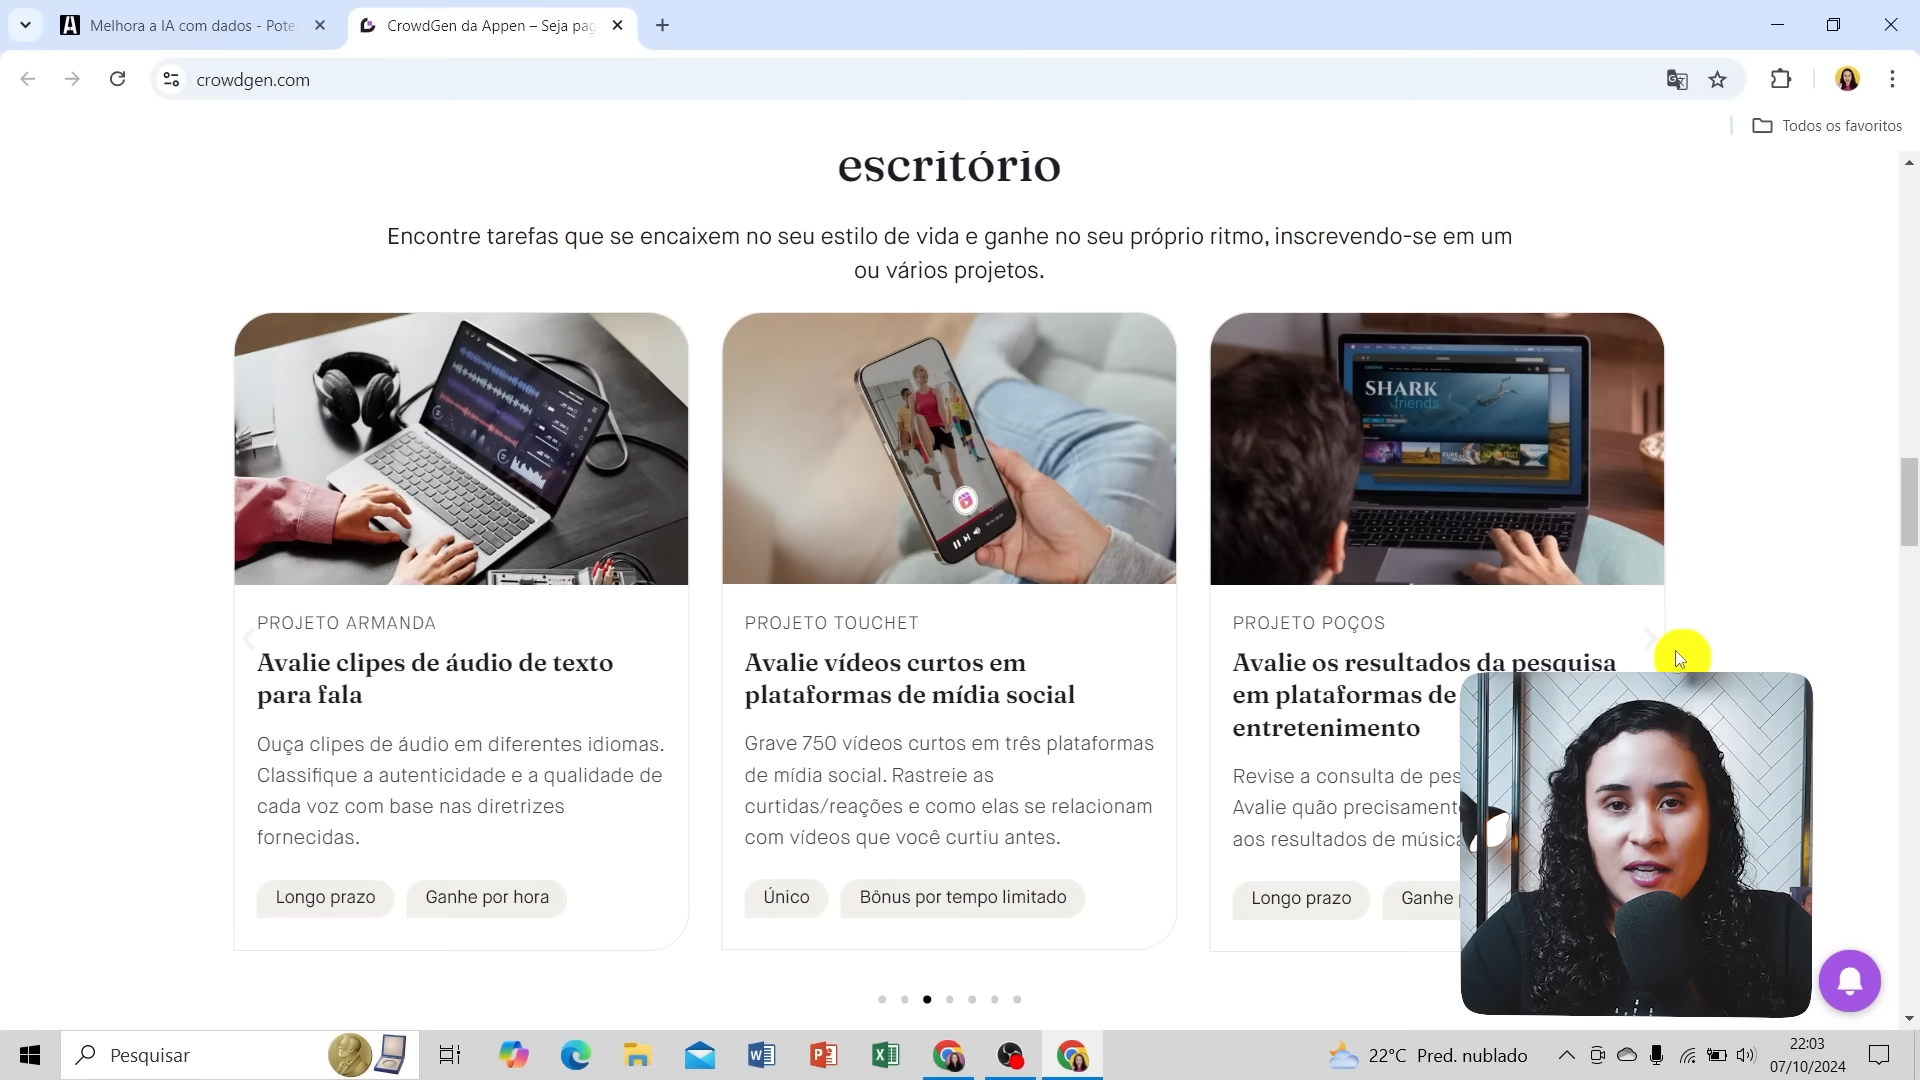 Melhora a IA com dados - Pote
CrowdGen da Appen – Seja pag
crowdgen.com
Todos os favoritos
escritório
Encontre tarefas que se encaixem no seu estilo de vida e ganhe no seu próprio ritmo, inscrevendo-se em um
ou vários projetos.
SHARK
friends
PROJETO ARMANDA
Avalie clipes de áudio de texto
para fala
Ouça clipes de áudio em diferentes idiomas.
Classifique a autenticidade e a qualidade de
cada voz com base nas diretrizes
fornecidas.
Longo prazo
Ganhe por hora
PROJETO TOUCHET
Avalie vídeos curtos em
plataformas de mídia social
Grave 750 vídeos curtos em três plataformas
de mídia social. Rastreie as
curtidas/reações e como elas se relacionam
com vídeos que você curtiu antes.
Único
Bônus por tempo limitado
PROJETO POÇOS
Avalie os resultados da pesquisa
em plataformas de
entretenimento
Revise a consulta de pes
Avalie quão precisament
aos resultados de música
Longo prazo
Ganhe
Pesquisar
22°C Pred. nublado
22:03
07/10/2024